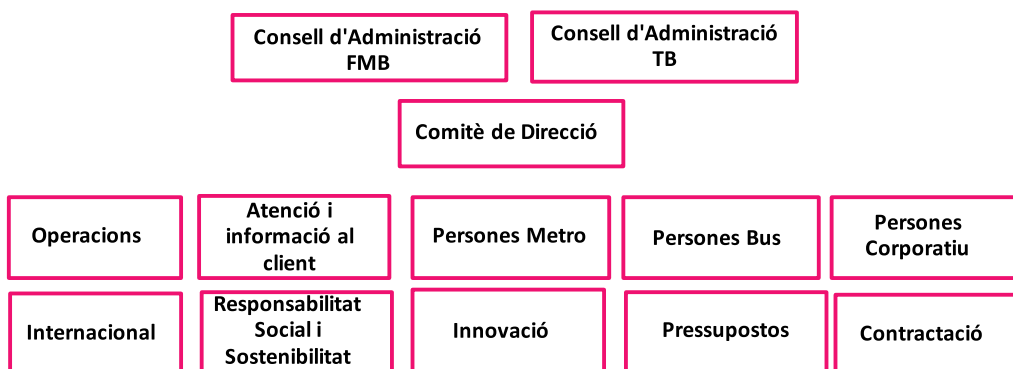 Consell d'Administració
FMB
Consell d'Administració
TB
Comitè de Direcció
Operacions
Atenció i
informació al
client
Persones Metro
Persones Bus
Persones
Corporatiu
Internacional
Responsabilitat
Social i
Sostenibilitat
Innovació
Pressupostos
Contractació